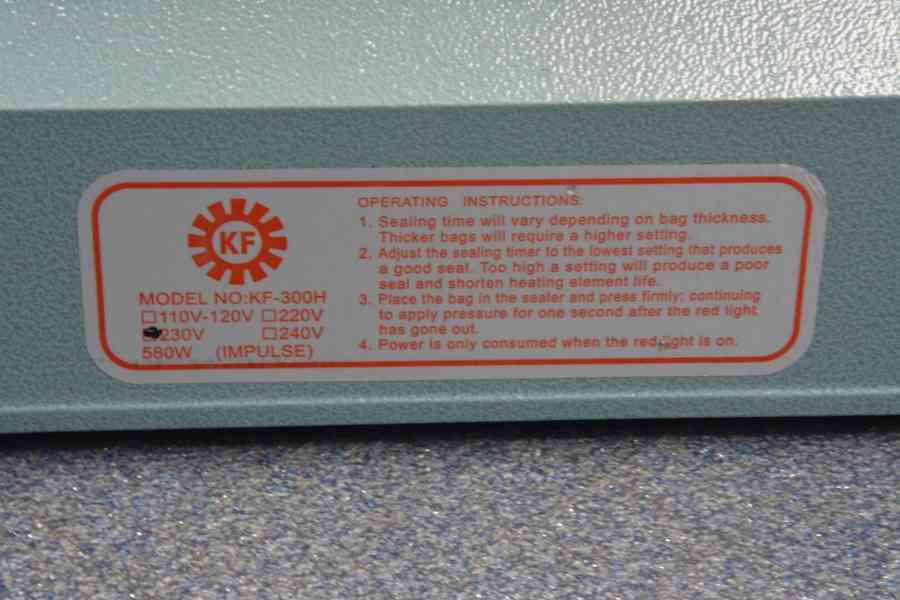 KF
MODEL NO:KF-300H
☐110V-120V ☐220V
☑230V ☐240V
580W (IMPULSE)
OPERATING INSTRUCTIONS:
1. Sealing time will vary depending on bag thickness.
Thicker bags will require a higher setting.
2. Adjust the sealing timer to the lowest setting that produces
a good seal. Too high a setting will produce a poor
seal and shorten heating element life.
3. Place the bag in the sealer and press firmly; continuing
to apply pressure for one second after the red light
has gone out.
4. Power is only consumed when the red light is on.